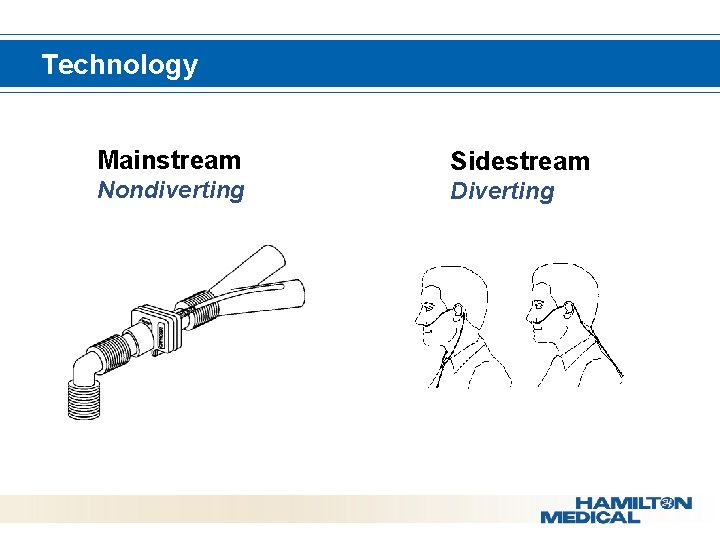 Technology
Mainstream
Nondiverting
Sidestream
Diverting
HAMILTON
MEDICAL